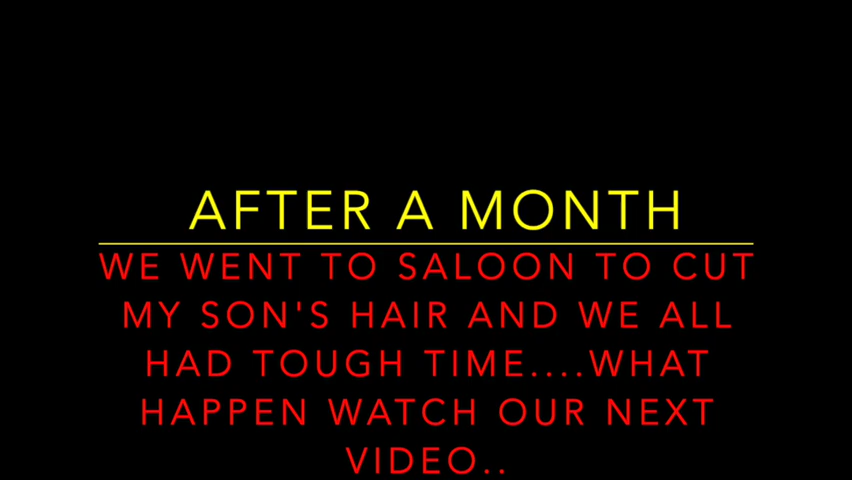 AFTER A MONTH
WE WENT TO SALOON TO CUT
MY SON'S HAIR AND WE ALL
HAD TOUGH TIME....WHAT
HAPPEN WATCH OUR NEXT
VIDEO..